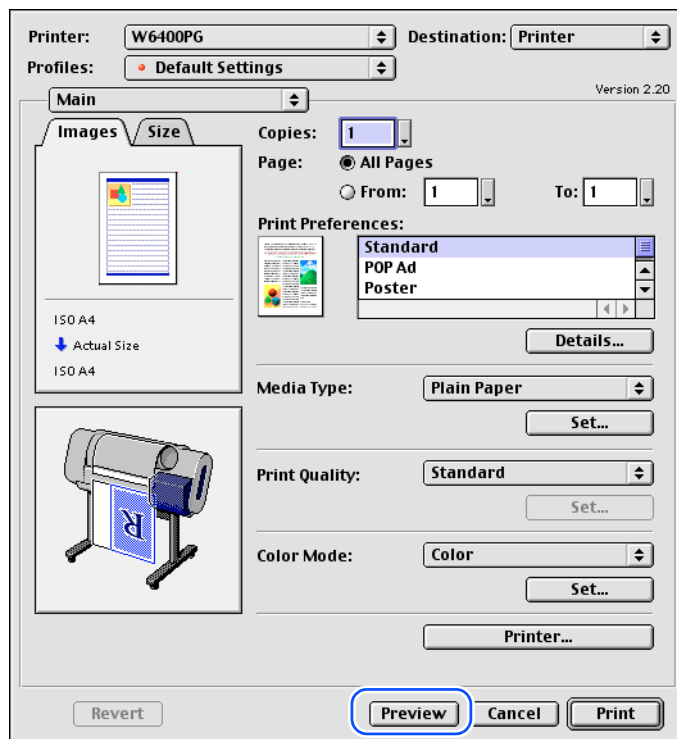 Printer: W6400PG Destination: Printer
Profiles: Default Settings
Version 2.20
Main
Images Size
Copies: 1
Page: All Pages
From: 1 To: 1
Print Preferences:
Standard
POP Ad
Poster
ISO A4
Actual Size
ISO A4
Details...
Media Type: Plain Paper
Set...
Print Quality: Standard
Set...
R
Color Mode: Color
Set...
Printer...
Revert Preview Cancel Print